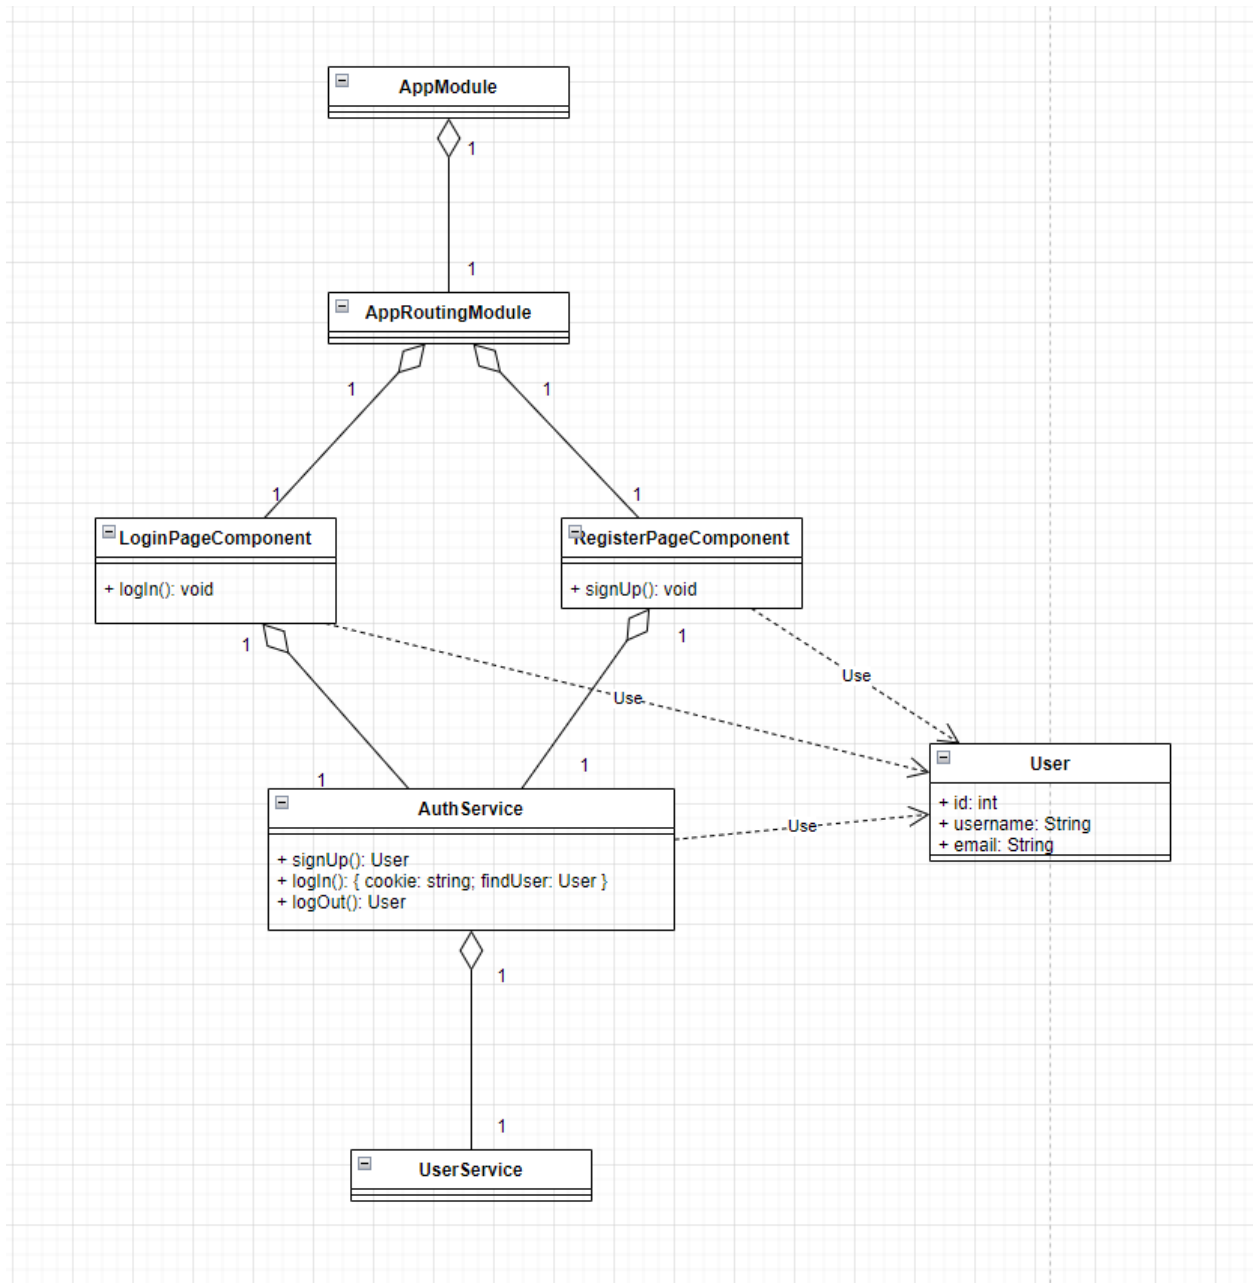 AppModule
1
1
AppRoutingModule
1
1
1
1
LoginPageComponent
+ logIn(): void
RegisterPageComponent
+ signUp(): void
1
1
Use
Use
1
1
AuthService
+ signUp(): User
+ logIn(): { cookie: string; findUser: User }
+ logOut(): User
Use
User
+ id: int
+ username: String
+ email: String
1
1
UserService